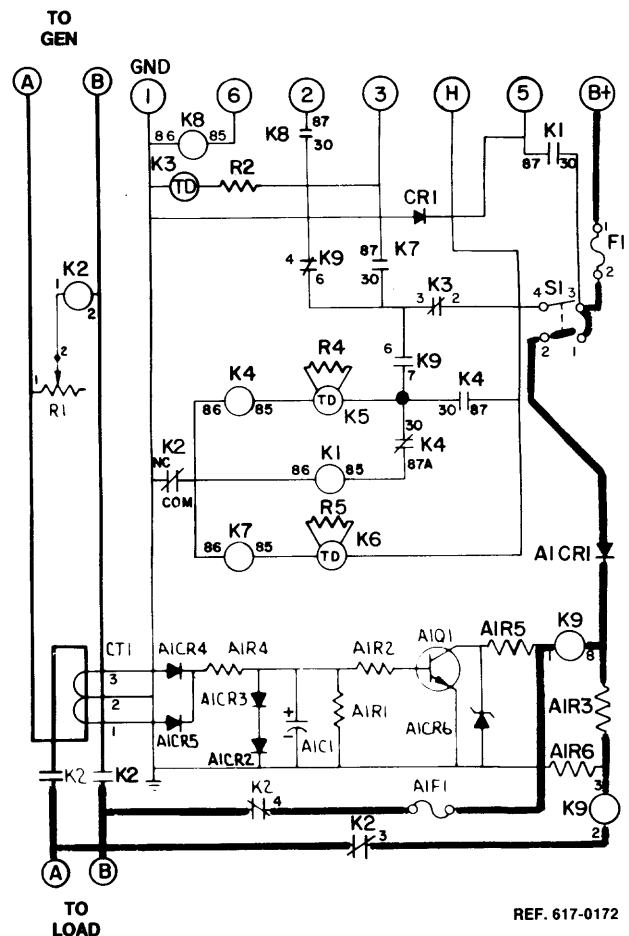 TO
GEN
A
B
GND
1
6
2
3
H
5
B+
K8
86
85
K8
87
30
K1
87
30
K3
TD
R2
CR1
F1
1
2
4
K9
6
87
K7
30
K3
3
2
S1
4
3
2
1
K2
1
2
2
1
R1
6
K9
7
R4
K4
86
85
TD
K5
K4
30
87
30
K4
87A
K2
NC
COM
K1
86
85
R5
K7
86
85
TD
K6
A1CR1
CT1
3
2
1
A1CR4
A1R4
A1R2
A1Q1
A1R5
K9
1
8
A1CR3
A1CR5
A1CR2
+
-
A1C1
A1R1
A1CR6
A1R3
A1R6
3
K9
2
K2
K2
K2
4
A1F1
K2
3
A
B
TO
LOAD
REF. 617-0172